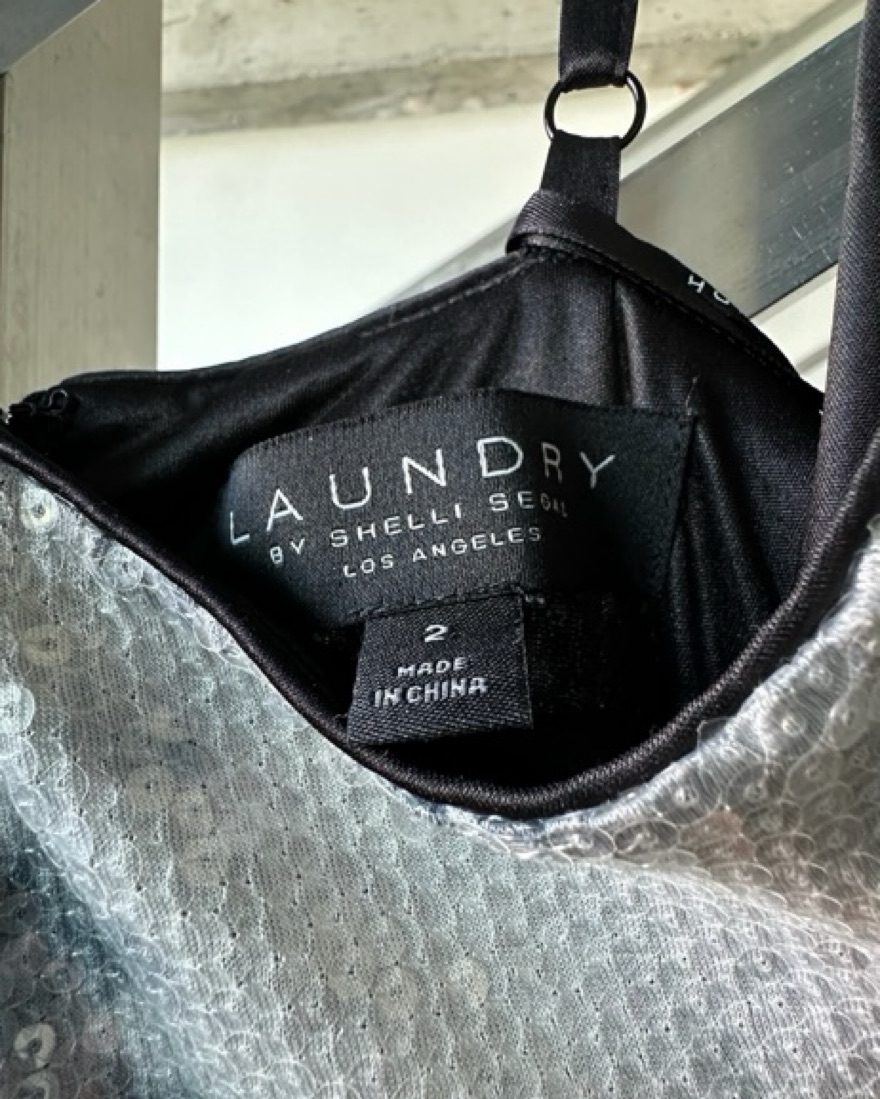 LAUNDRY
BY SHELLI SEGAL
LOS ANGELES
2
MADE
IN CHINA